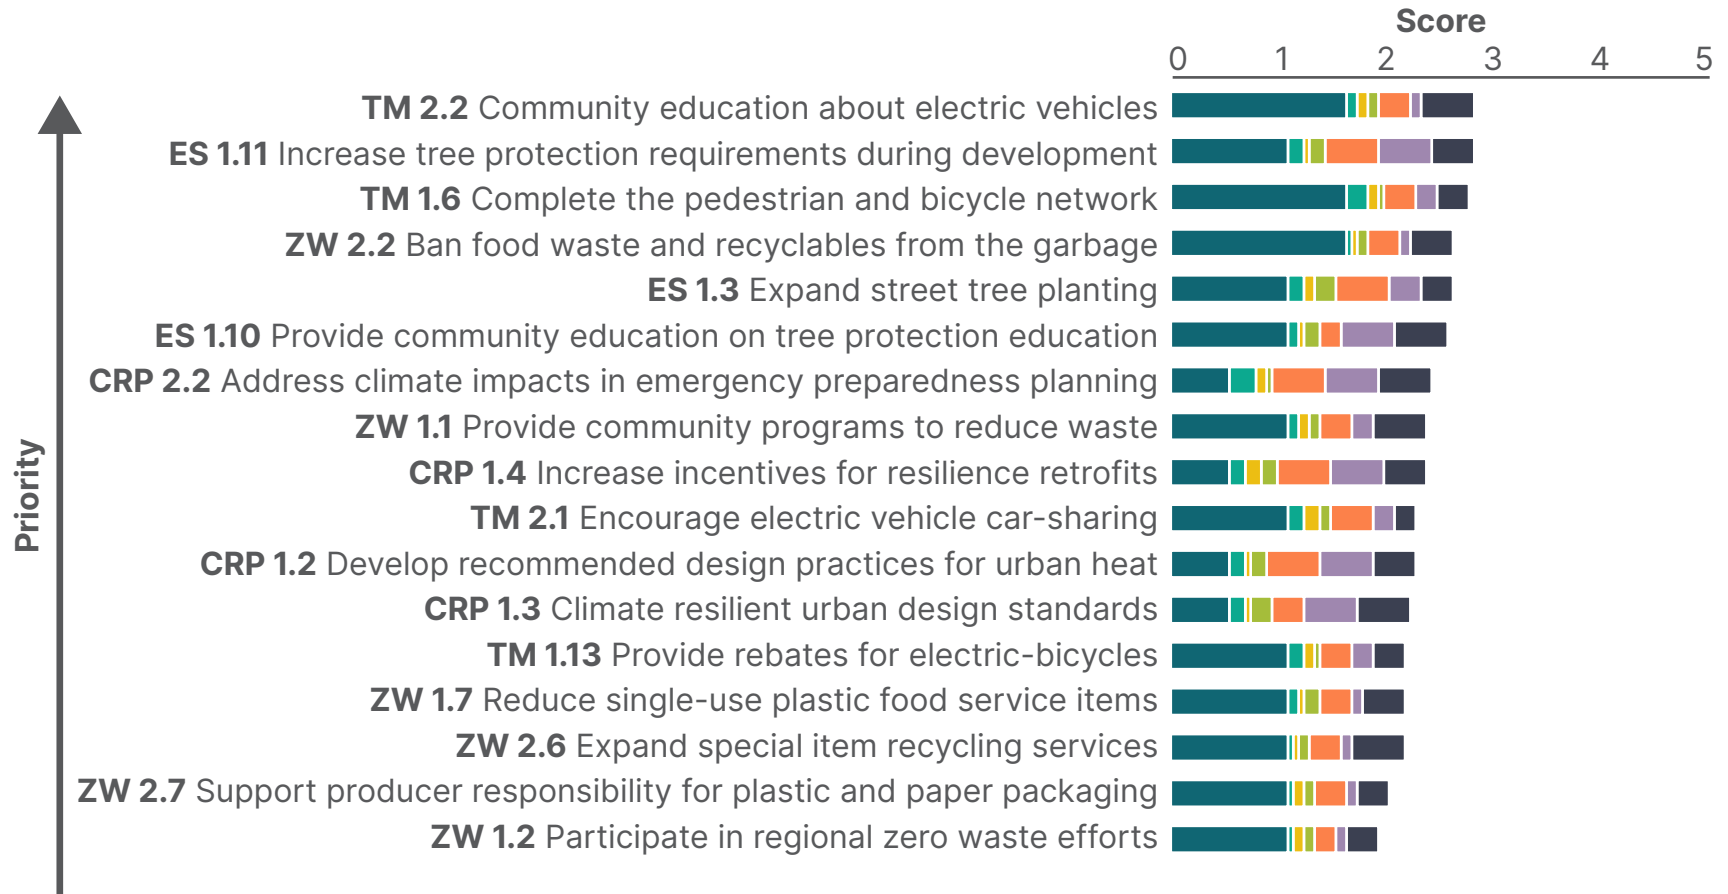 Score
0 1 2 3 4 5
TM 2.2 Community education about electric vehicles
ES 1.11 Increase tree protection requirements during development
TM 1.6 Complete the pedestrian and bicycle network
ZW 2.2 Ban food waste and recyclables from the garbage
ES 1.3 Expand street tree planting
ES 1.10 Provide community education on tree protection education
CRP 2.2 Address climate impacts in emergency preparedness planning
ZW 1.1 Provide community programs to reduce waste
CRP 1.4 Increase incentives for resilience retrofits
TM 2.1 Encourage electric vehicle car-sharing
CRP 1.2 Develop recommended design practices for urban heat
CRP 1.3 Climate resilient urban design standards
TM 1.13 Provide rebates for electric-bicycles
ZW 1.7 Reduce single-use plastic food service items
ZW 2.6 Expand special item recycling services
ZW 2.7 Support producer responsibility for plastic and paper packaging
ZW 1.2 Participate in regional zero waste efforts
Priority